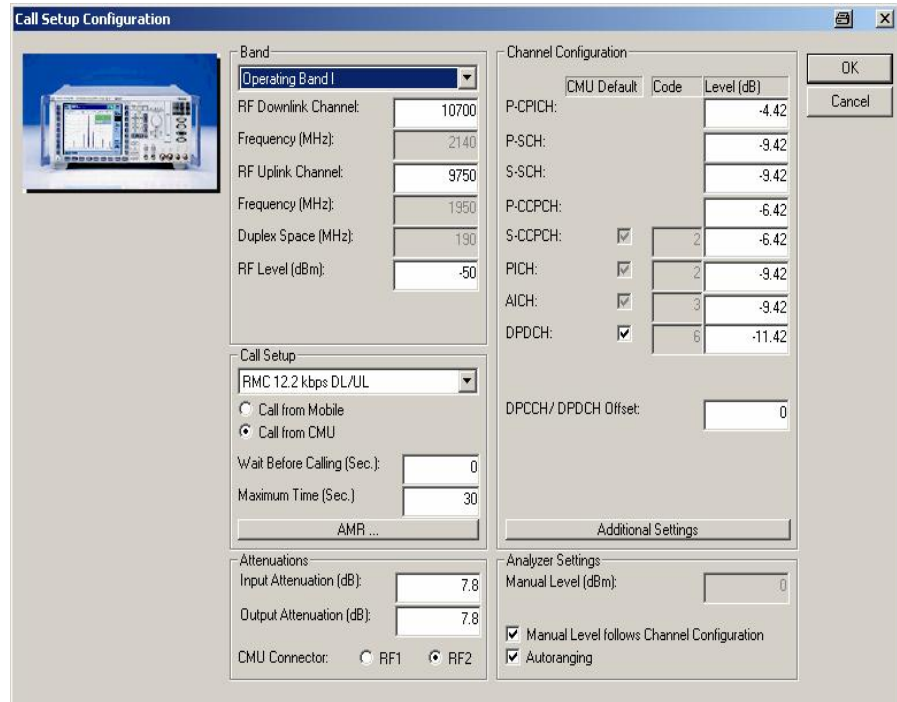 Call Setup Configuration
Band
Operating Band I
RF Downlink Channel: 10700
Frequency (MHz): 2140
RF Uplink Channel: 9750
Frequency (MHz): 1950
Duplex Space (MHz): 190
RF Level (dBm): -50
Call Setup
RMC 12.2 kbps DL/UL
Call from Mobile
Call from CMU
Wait Before Calling (Sec.): 0
Maximum Time (Sec.) 30
AMR ...
Attenuations
Input Attenuation (dB): 7.8
Output Attenuation (dB): 7.8
CMU Connector: RF1 RF2
Channel Configuration
CMU Default Code Level (dB)
P-CPICH: -4.42
P-SCH: -9.42
S-SCH: -9.42
P-CCPCH: -6.42
S-CCPCH: 2 -6.42
PICH: 2 -9.42
AICH: 3 -9.42
DPDCH: 6 -11.42
DPCCH/ DPDCH Offset: 0
Additional Settings
Analyzer Settings
Manual Level (dBm): 0
Manual Level follows Channel Configuration
Autoranging
OK
Cancel